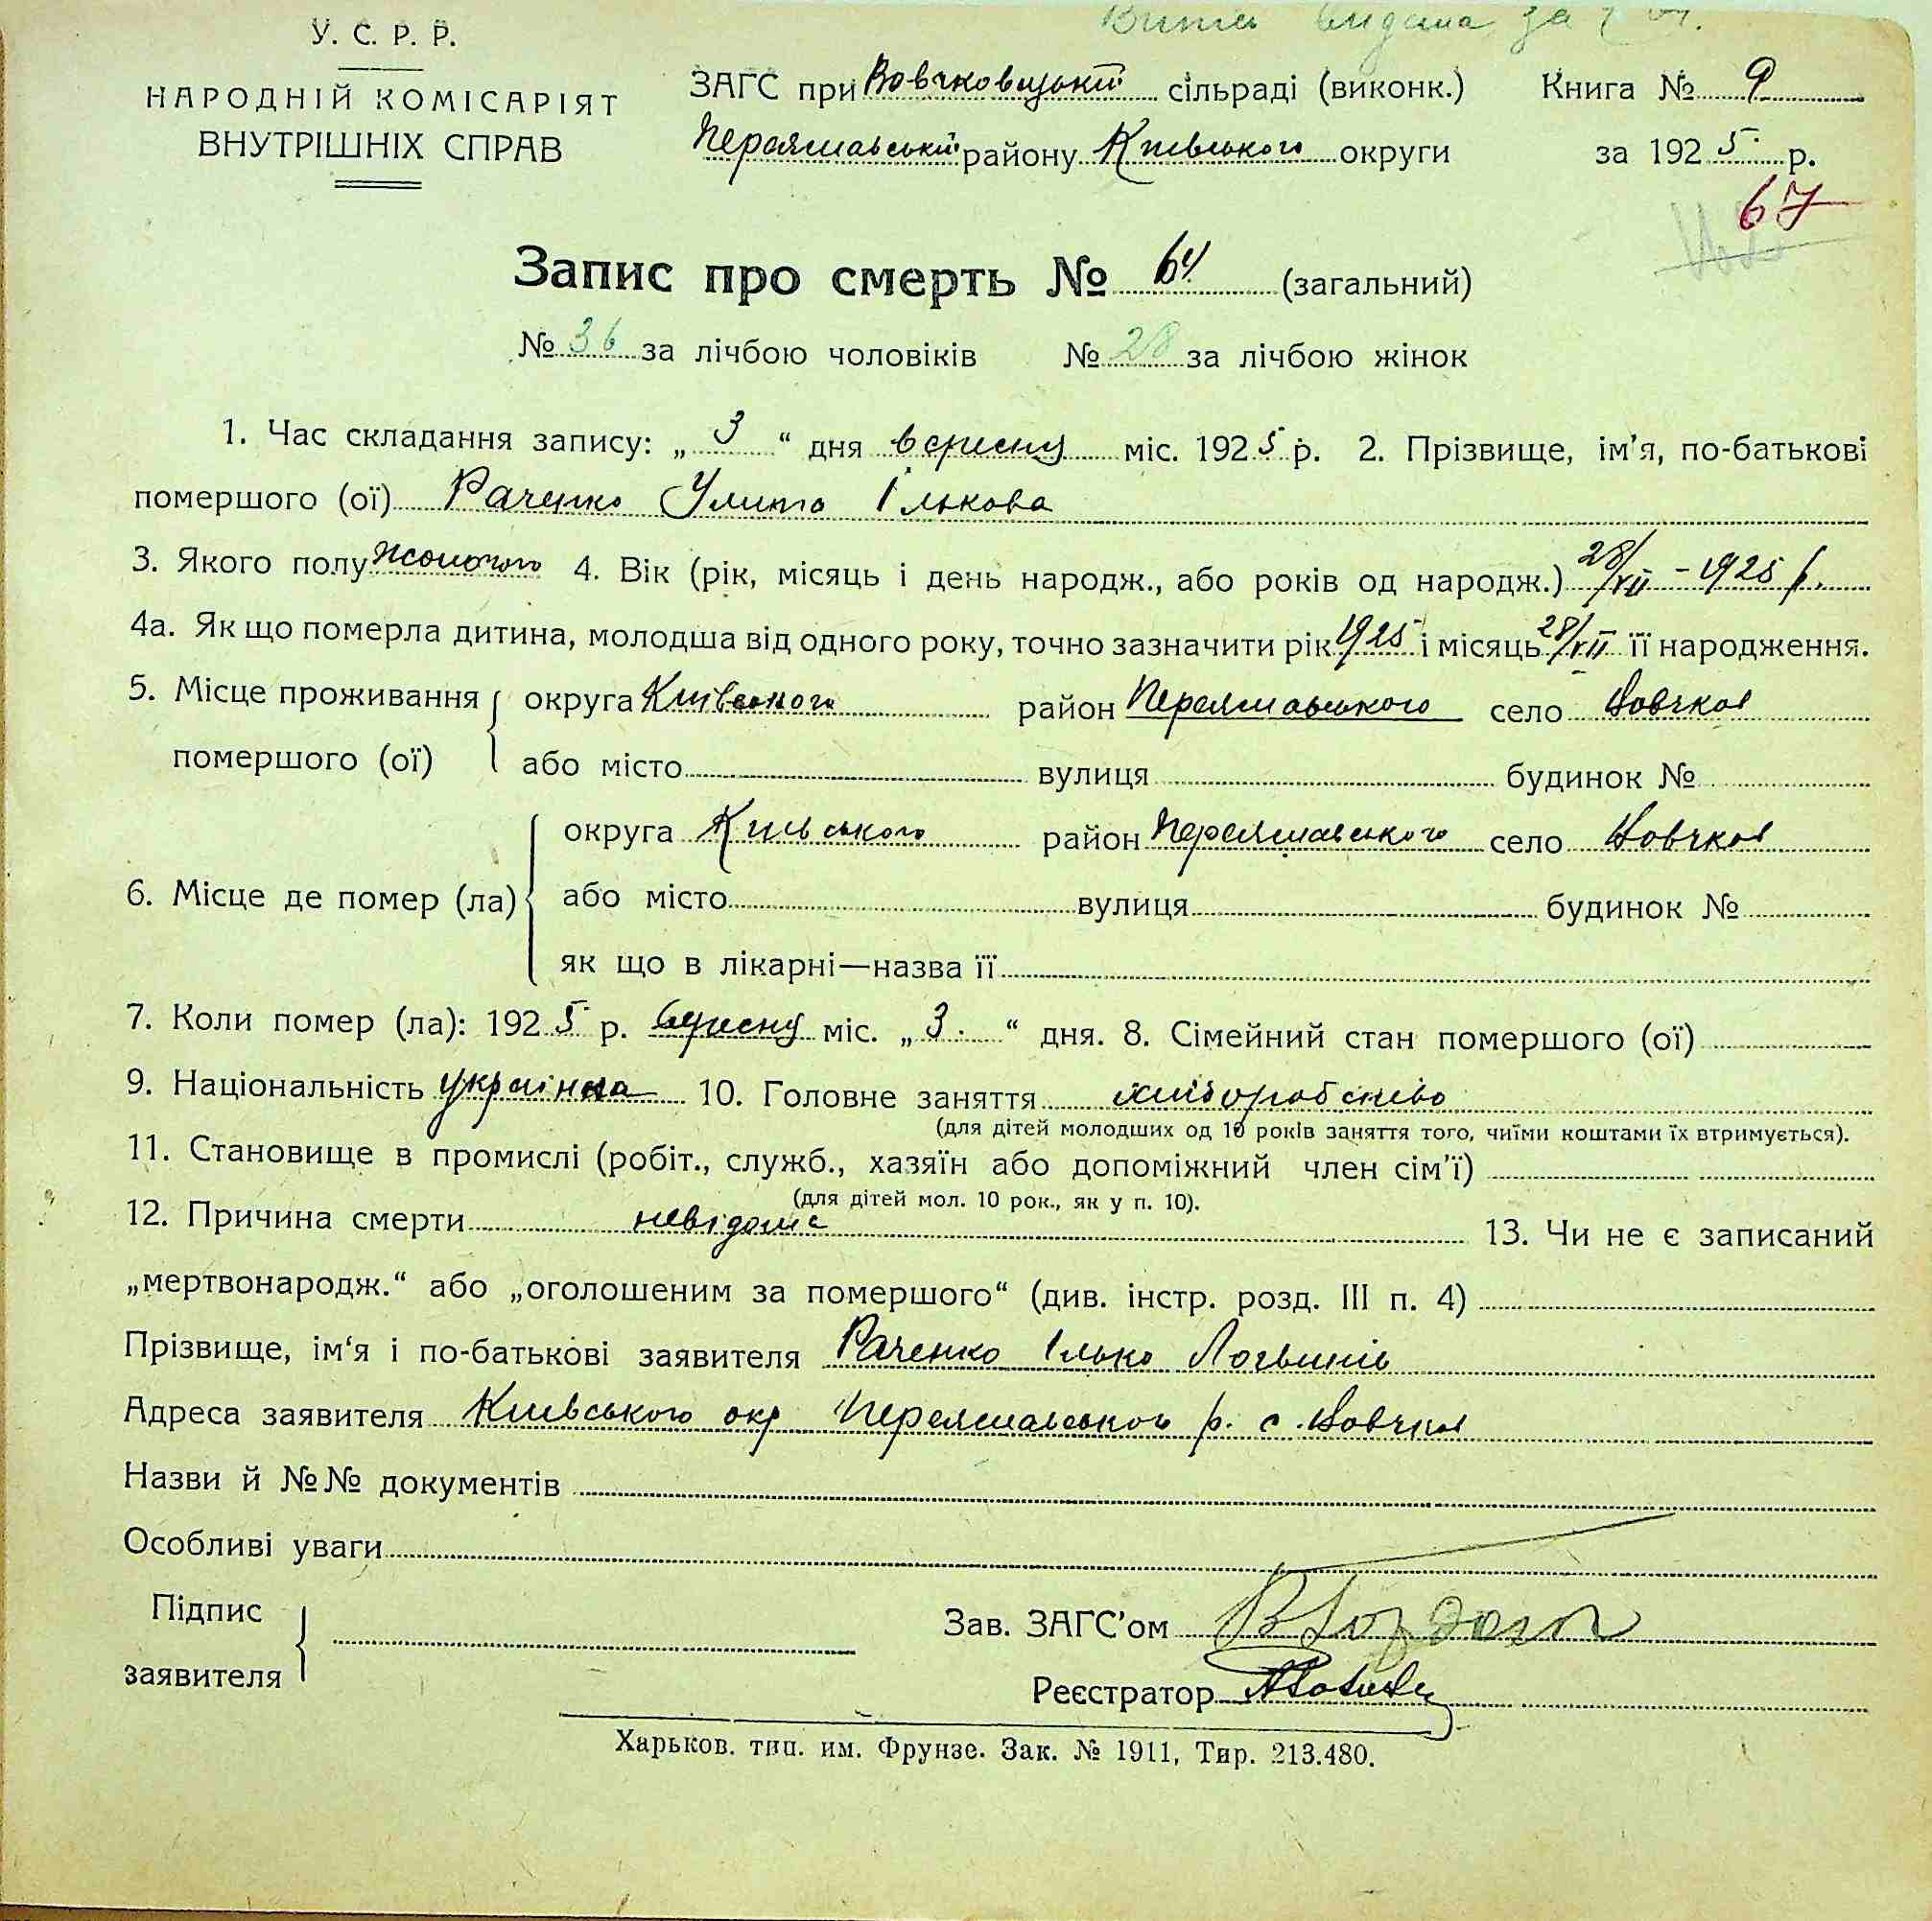 У. С. Р. Р.
НАРОДНІЙ КОМІСАРІЯТ
ВНУТРІШНІХ СПРАВ
ЗАГС при Вовчковицькій сільраді (виконк.)
Переяславській району Київського округи
Книга № 9
за 1925 р.
67
Запис про смерть № 64 (загальний)
№ 36 за лічбою чоловіків № 28 за лічбою жінок
1. Час складання запису: „ 3 “ дня вересня міс. 1925 р. 2. Прізвище, ім'я, по-батькові
помершого (ої) Раченко Улита Ількова
3. Якого полу жоночого 4. Вік (рік, місяць і день народж., або років од народж.) 28/VII - 1925 р.
4а. Як що померла дитина, молодша від одного року, точно зазначити рік 1925 і місяць 28/VII її народження.
5. Місце проживання помершого (ої) округа Київського район Переяславського село Вовчков
або місто вулиця будинок №
6. Місце де помер (ла) округа Київського район Переяславського село Вовчков
або місто вулиця будинок №
як що в лікарні—назва її
7. Коли помер (ла): 1925 р. вересня міс. „ 3. “ дня. 8. Сімейний стан помершого (ої)
9. Національність українка 10. Головне заняття хліборобство
(для дітей молодших од 10 років заняття того, чиїми коштами їх втримується).
11. Становище в промислі (робіт., служб., хазяїн або допоміжний член сім'ї)
(для дітей мол. 10 рок., як у п. 10).
12. Причина смерти невідома 13. Чи не є записаний
„мертвонародж.“ або „оголошеним за помершого“ (див. інстр. розд. III п. 4)
Прізвище, ім'я і по-батькові заявителя Раченко Ілько Логвинів
Адреса заявителя Київського окр Переяславського р. с. Вовчков
Назви й №№ документів
Особливі уваги
Підпис заявителя
Зав. ЗАГС'ом
Реєстратор
Харьков. тип. им. Фрунзе. Зак. № 1911, Тир. 213.480.